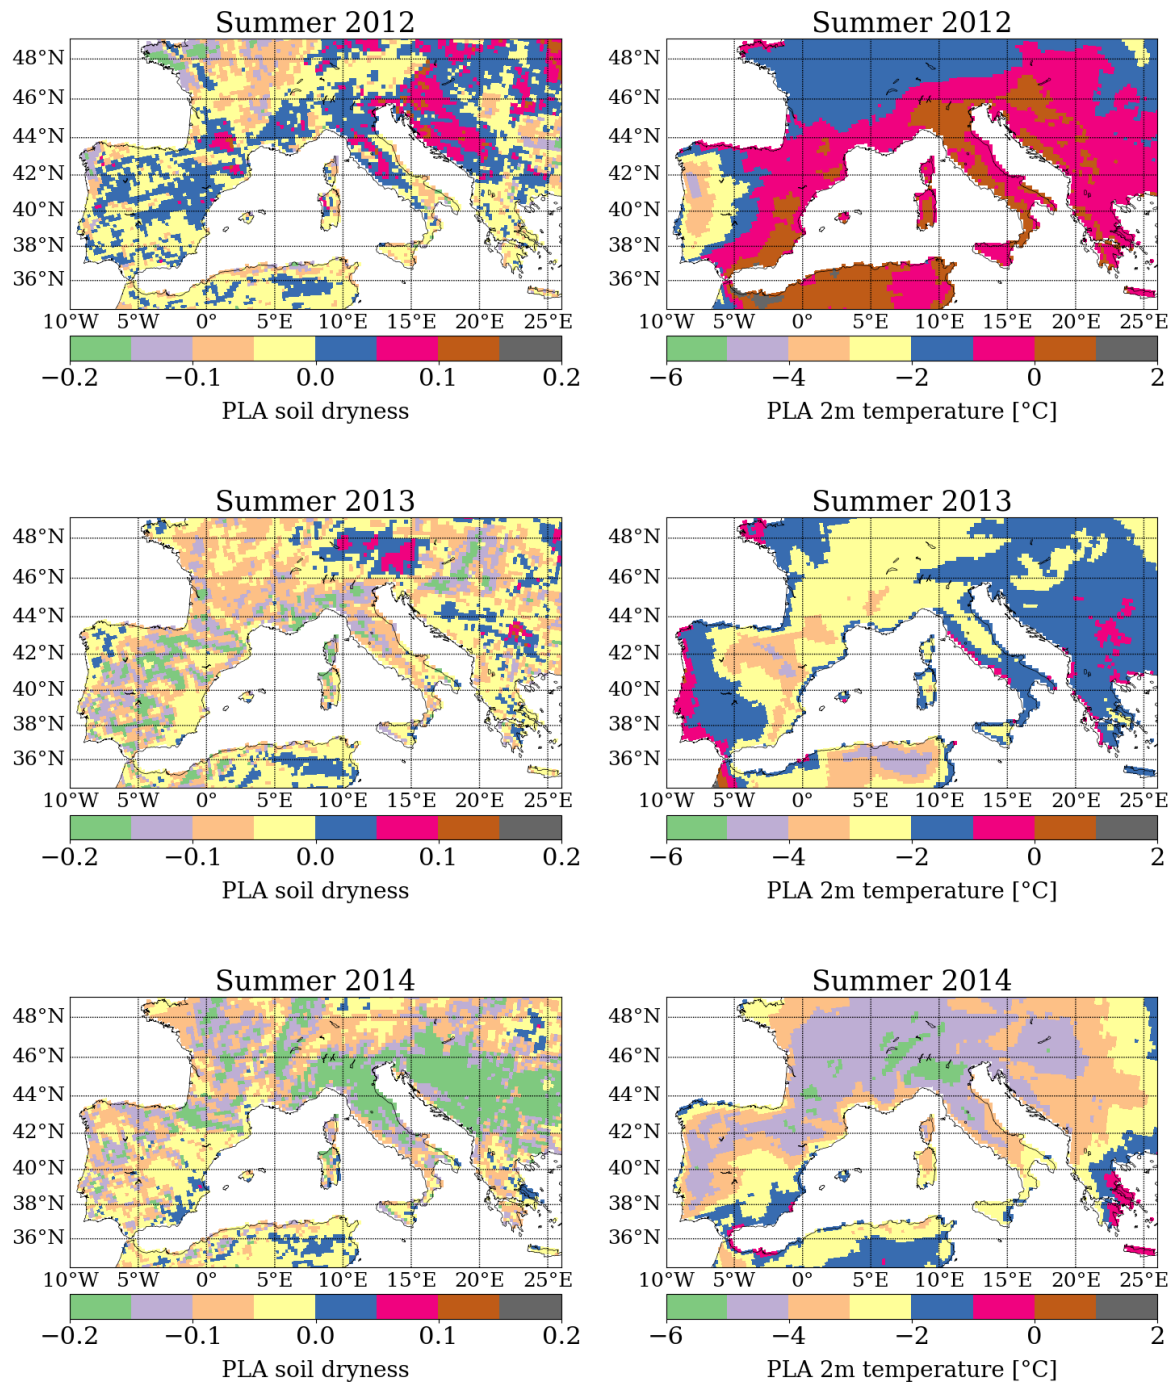 Summer 2012
48°N
46°N
44°N
42°N
40°N
38°N
36°N
10°W 5°W 0° 5°E 10°E 15°E 20°E 25°E
−0.2 −0.1 0.0 0.1 0.2
PLA soil dryness
Summer 2012
48°N
46°N
44°N
42°N
40°N
38°N
36°N
10°W 5°W 0° 5°E 10°E 15°E 20°E 25°E
−6 −4 −2 0 2
PLA 2m temperature [°C]
Summer 2013
48°N
46°N
44°N
42°N
40°N
38°N
36°N
10°W 5°W 0° 5°E 10°E 15°E 20°E 25°E
−0.2 −0.1 0.0 0.1 0.2
PLA soil dryness
Summer 2013
48°N
46°N
44°N
42°N
40°N
38°N
36°N
10°W 5°W 0° 5°E 10°E 15°E 20°E 25°E
−6 −4 −2 0 2
PLA 2m temperature [°C]
Summer 2014
48°N
46°N
44°N
42°N
40°N
38°N
36°N
10°W 5°W 0° 5°E 10°E 15°E 20°E 25°E
−0.2 −0.1 0.0 0.1 0.2
PLA soil dryness
Summer 2014
48°N
46°N
44°N
42°N
40°N
38°N
36°N
10°W 5°W 0° 5°E 10°E 15°E 20°E 25°E
−6 −4 −2 0 2
PLA 2m temperature [°C]